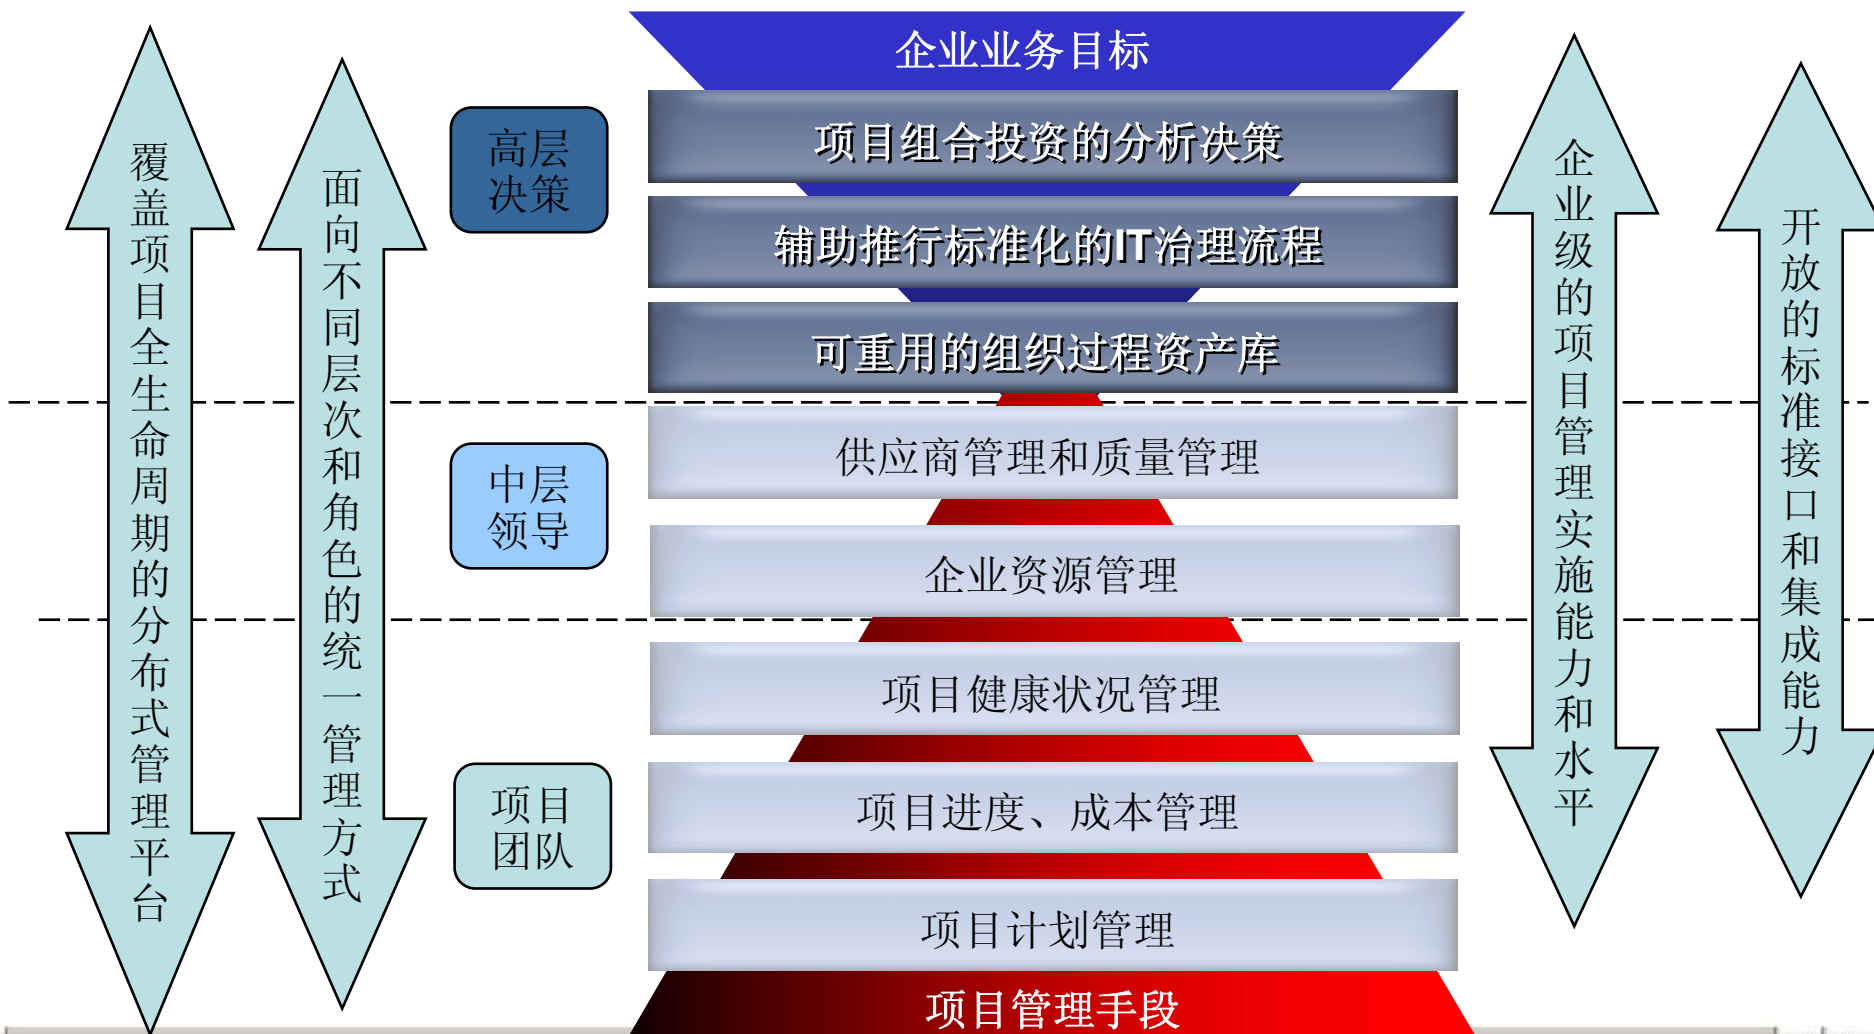 企业业务目标
覆盖项目全生命周期的分布式管理平台
面向不同层次和角色的统一管理方式
高层
决策
项目组合投资的分析决策
辅助推行标准化的IT治理流程
可重用的组织过程资产库
中层
领导
供应商管理和质量管理
企业资源管理
项目
团队
项目健康状况管理
项目进度、成本管理
项目计划管理
项目管理手段
企业级的项目管理实施能力和水平
开放的标准接口和集成能力